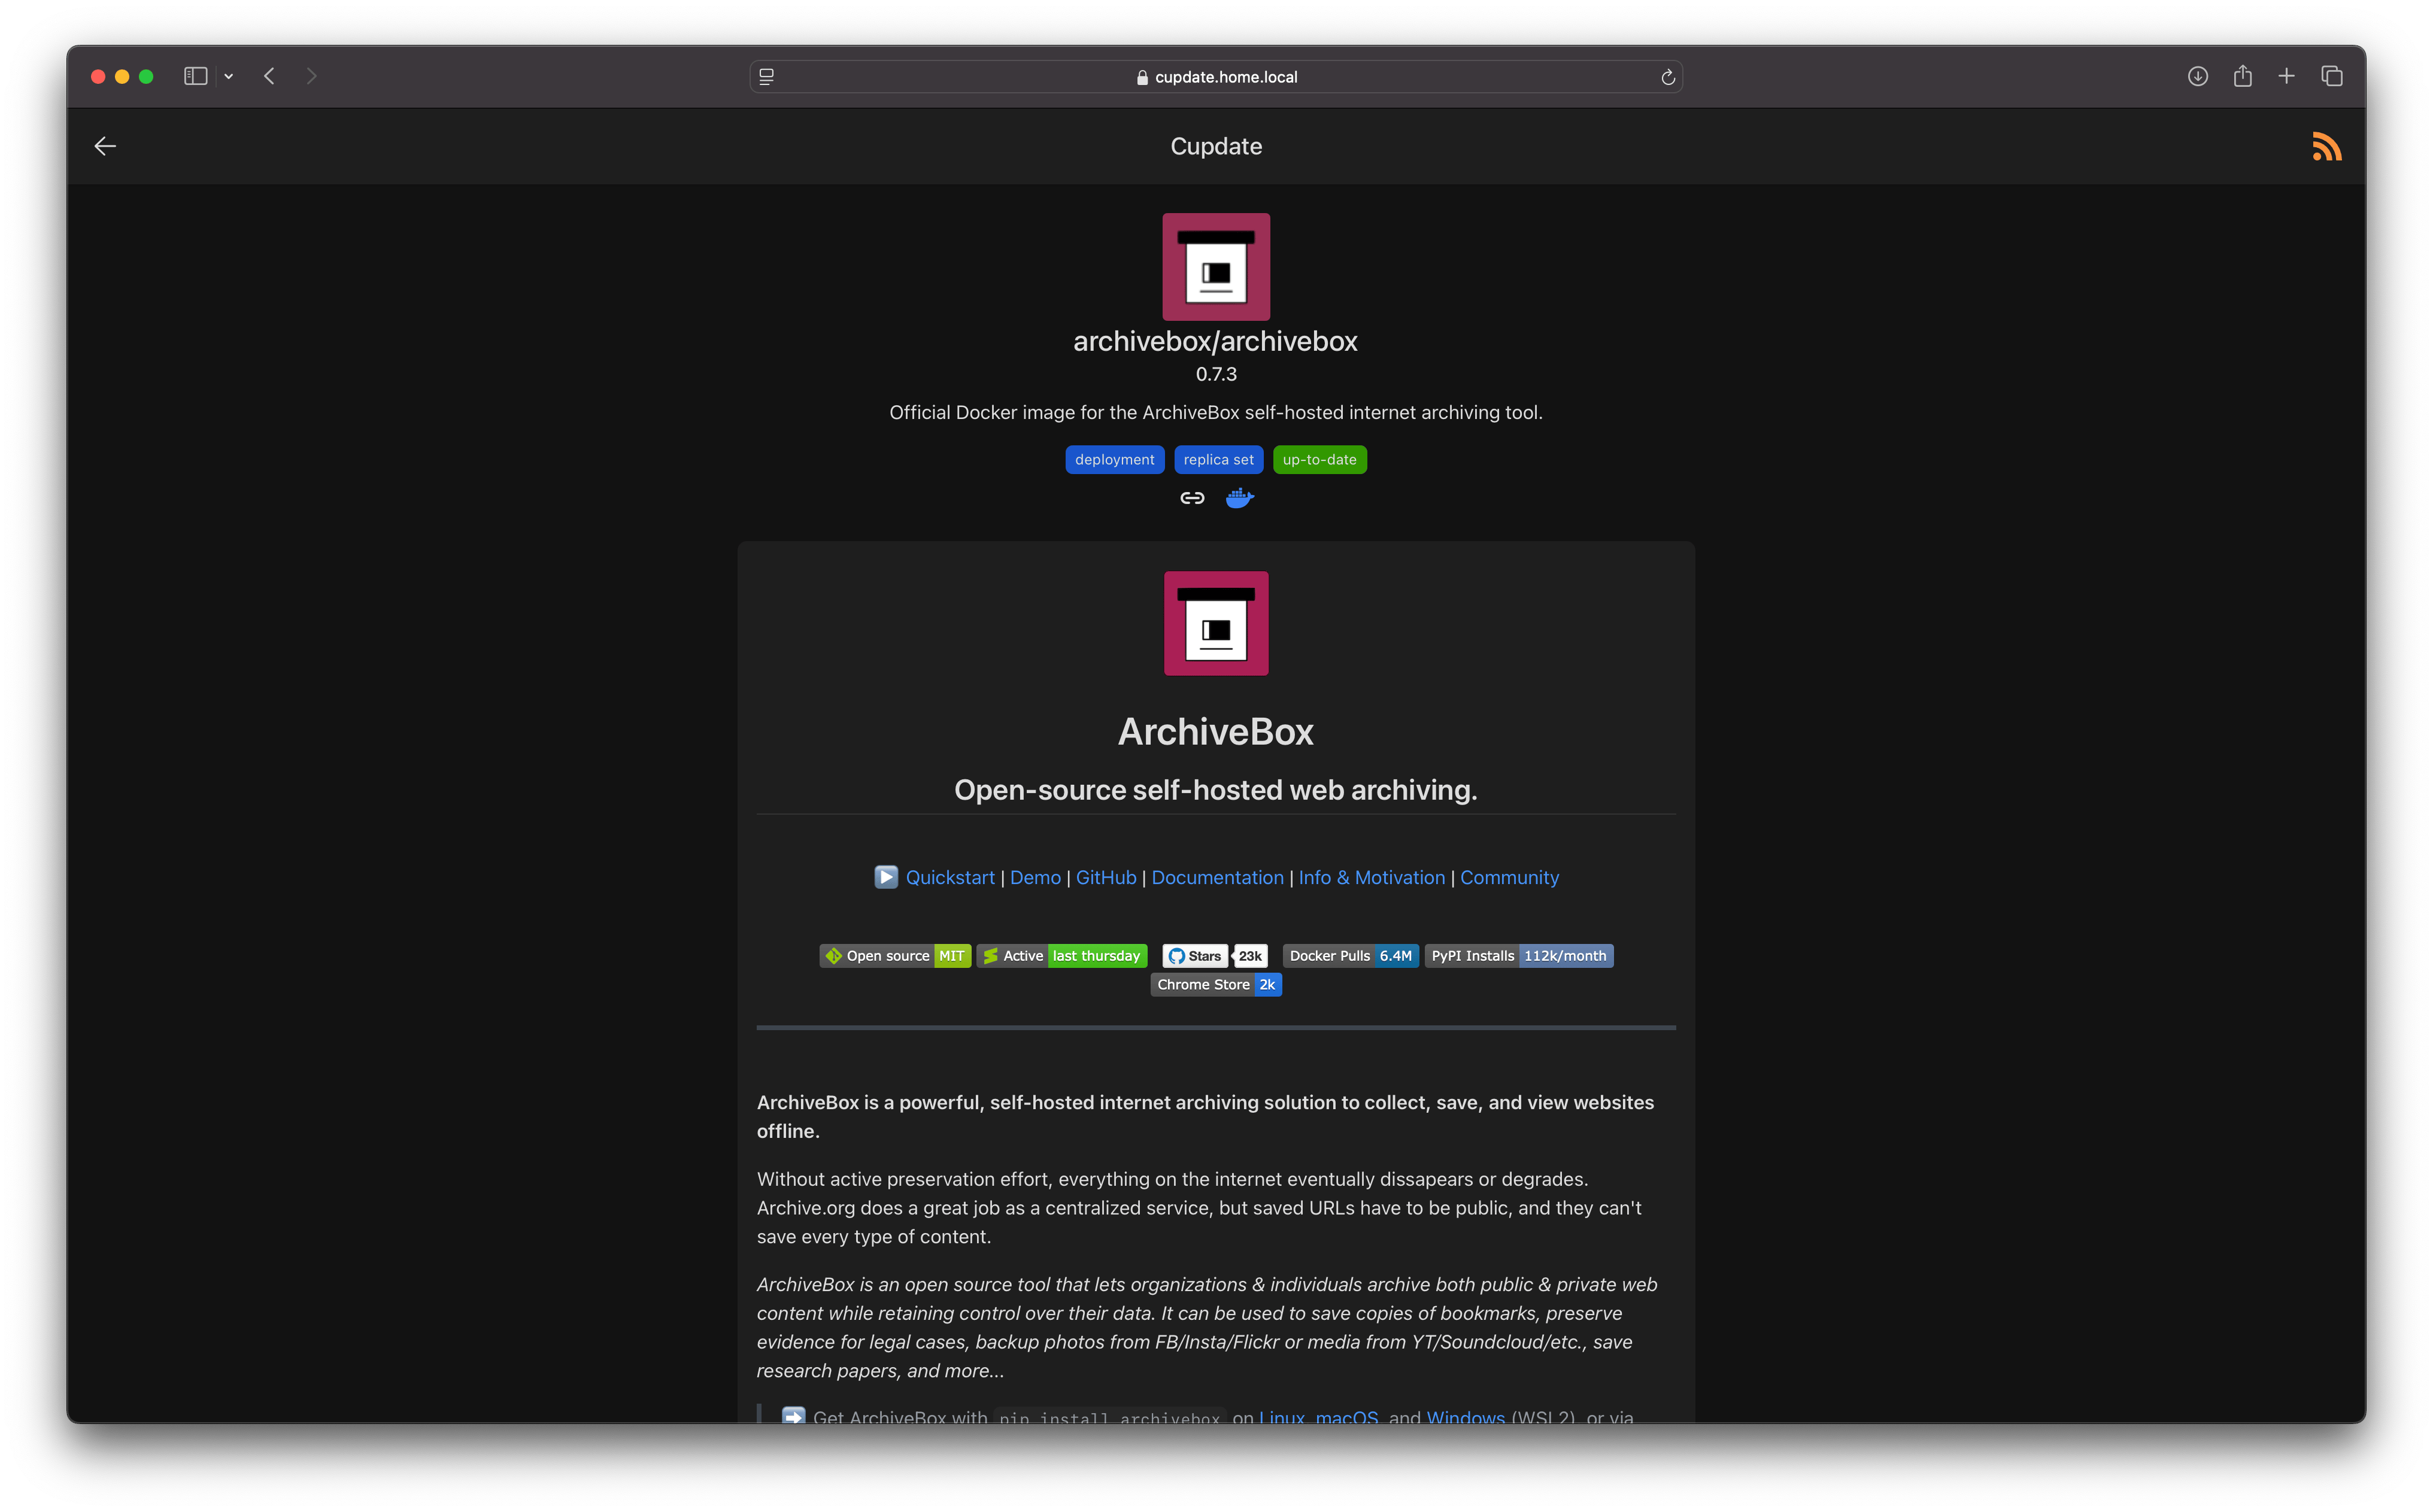 cupdate.home.local
Cupdate
archivebox/archivebox
0.7.3
Official Docker image for the ArchiveBox self-hosted internet archiving tool.
deployment replica set up-to-date
ArchiveBox
Open-source self-hosted web archiving.
Quickstart | Demo | GitHub | Documentation | Info & Motivation | Community
Open source MIT Active last thursday Stars 23k Docker Pulls 6.4M PyPI Installs 112k/month
Chrome Store 2k
ArchiveBox is a powerful, self-hosted internet archiving solution to collect, save, and view websites
offline.
Without active preservation effort, everything on the internet eventually dissapears or degrades.
Archive.org does a great job as a centralized service, but saved URLs have to be public, and they can't
save every type of content.
ArchiveBox is an open source tool that lets organizations & individuals archive both public & private web
content while retaining control over their data. It can be used to save copies of bookmarks, preserve
evidence for legal cases, backup photos from FB/Insta/Flickr or media from YT/Soundcloud/etc., save
research papers, and more...
Get ArchiveBox with pip install archivebox on Linux, macOS, and Windows (WSL2), or via